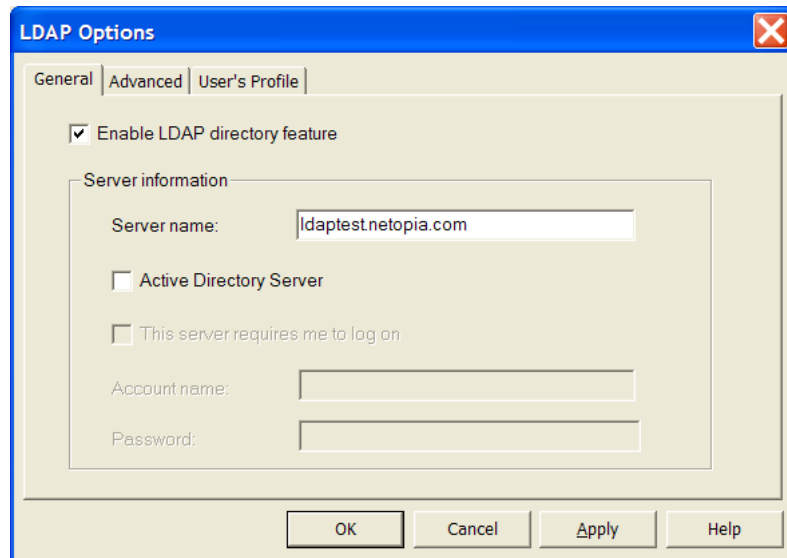 LDAP Options
General Advanced User's Profile
Enable LDAP directory feature
Server information
Server name: ldaptest.netopia.com
Active Directory Server
This server requires me to log on
Account name:
Password:
OK Cancel Apply Help